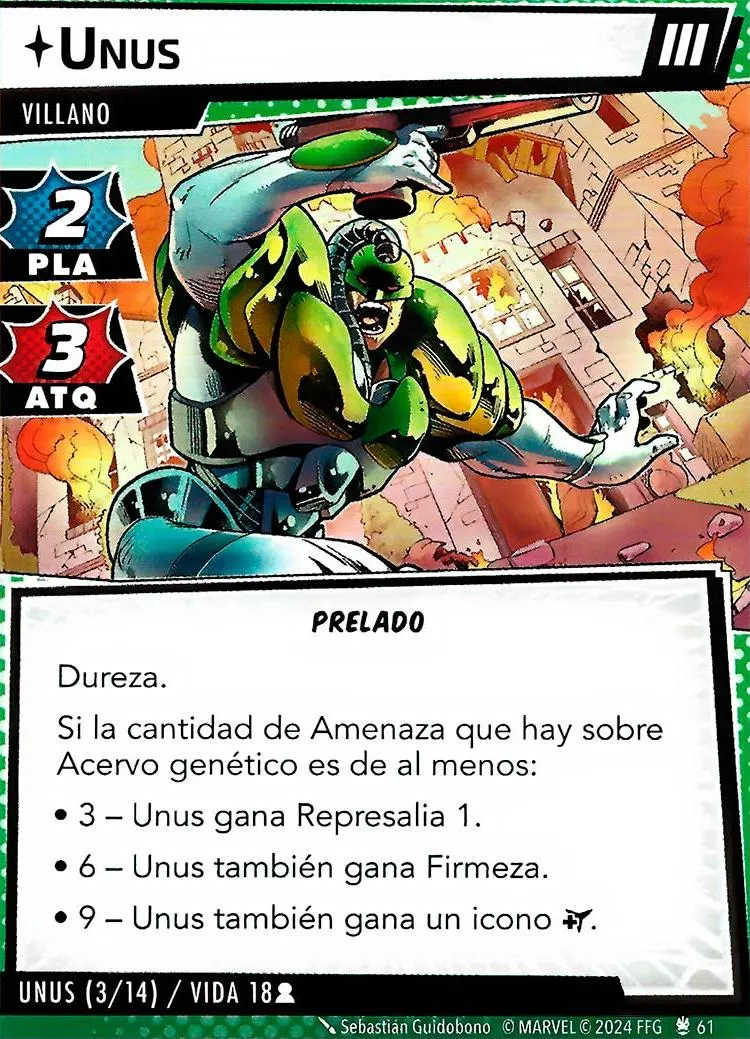 Unus
III
VILLANO
2
PLA
3
ATQ
PRELADO
Dureza.
Si la cantidad de Amenaza que hay sobre
Acervo genético es de al menos:
• 3 – Unus gana Represalia 1.
• 6 – Unus también gana Firmeza.
• 9 – Unus también gana un icono .
UNUS (3/14) / VIDA 18
Sebastián Guidobono © MARVEL © 2024 FFG 61